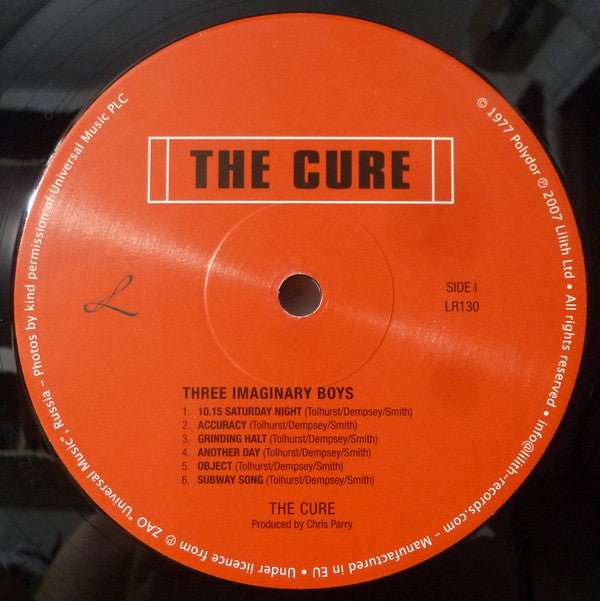 THE CURE
L
SIDE I
LR130
THREE IMAGINARY BOYS
1. 10.15 SATURDAY NIGHT (Tolhurst/Dempsey/Smith)
2. ACCURACY (Tolhurst/Dempsey/Smith)
3. GRINDING HALT (Tolhurst/Dempsey/Smith)
4. ANOTHER DAY (Tolhurst/Dempsey/Smith)
5. OBJECT (Tolhurst/Dempsey/Smith)
6. SUBWAY SONG (Tolhurst/Dempsey/Smith)
THE CURE
Produced by Chris Parry
© 1977 Polydor ℗ 2007 Lilith Ltd • All rights reserved • info@lilith-records.com – Manufactured in EU • Under licence from ℗ ZAO "Universal Music", Russia – Photos by kind permission of Universal Music PLC